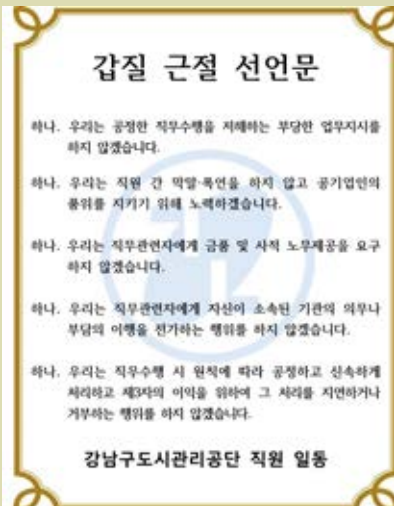 갑질 근절 선언문
하나. 우리는 공정한 직무수행을 저해하는 부당한 업무지시를
하지 않겠습니다.
하나. 우리는 직원 간 막말·폭언을 하지 않고 공기업인의
품위를 지키기 위해 노력하겠습니다.
하나. 우리는 직무관련자에게 금품 및 사적 노무제공을 요구
하지 않겠습니다.
하나. 우리는 직무관련자에게 자신이 소속된 기관의 의무나
부담의 이행을 전가하는 행위를 하지 않겠습니다.
하나. 우리는 직무수행 시 원칙에 따라 공정하고 신속하게
처리하고 제3자의 이익을 위하여 그 처리를 지연하거나
거부하는 행위를 하지 않겠습니다.
강남구도시관리공단 직원 일동